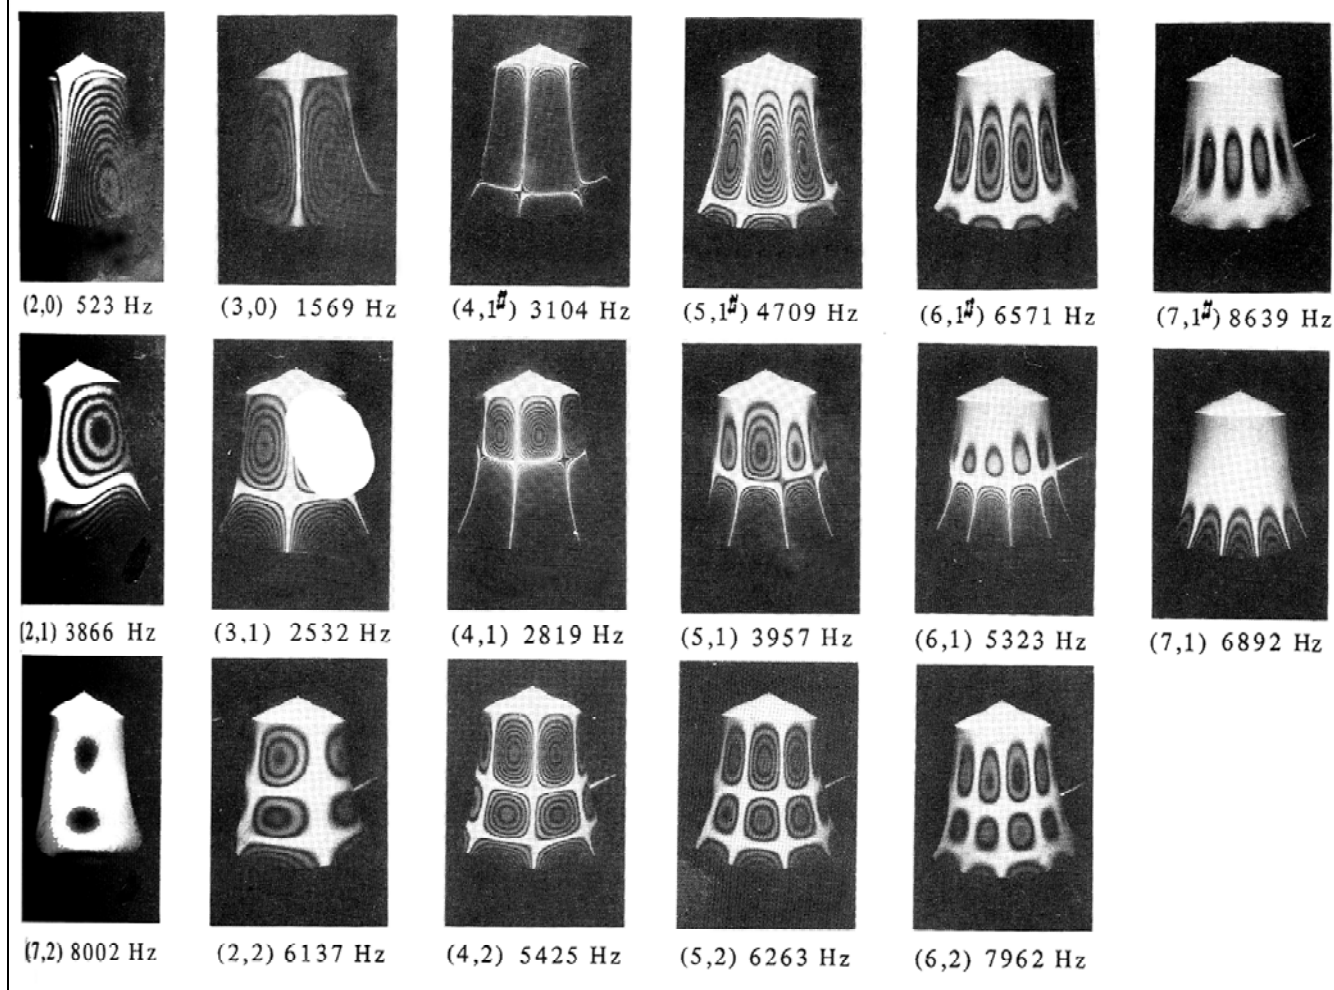 (2,0) 523 Hz (3,0) 1569 Hz (4,1#) 3104 Hz (5,1#) 4709 Hz (6,1#) 6571 Hz (7,1#) 8639 Hz
(2,1) 3866 Hz (3,1) 2532 Hz (4,1) 2819 Hz (5,1) 3957 Hz (6,1) 5323 Hz (7,1) 6892 Hz
(7,2) 8002 Hz (2,2) 6137 Hz (4,2) 5425 Hz (5,2) 6263 Hz (6,2) 7962 Hz